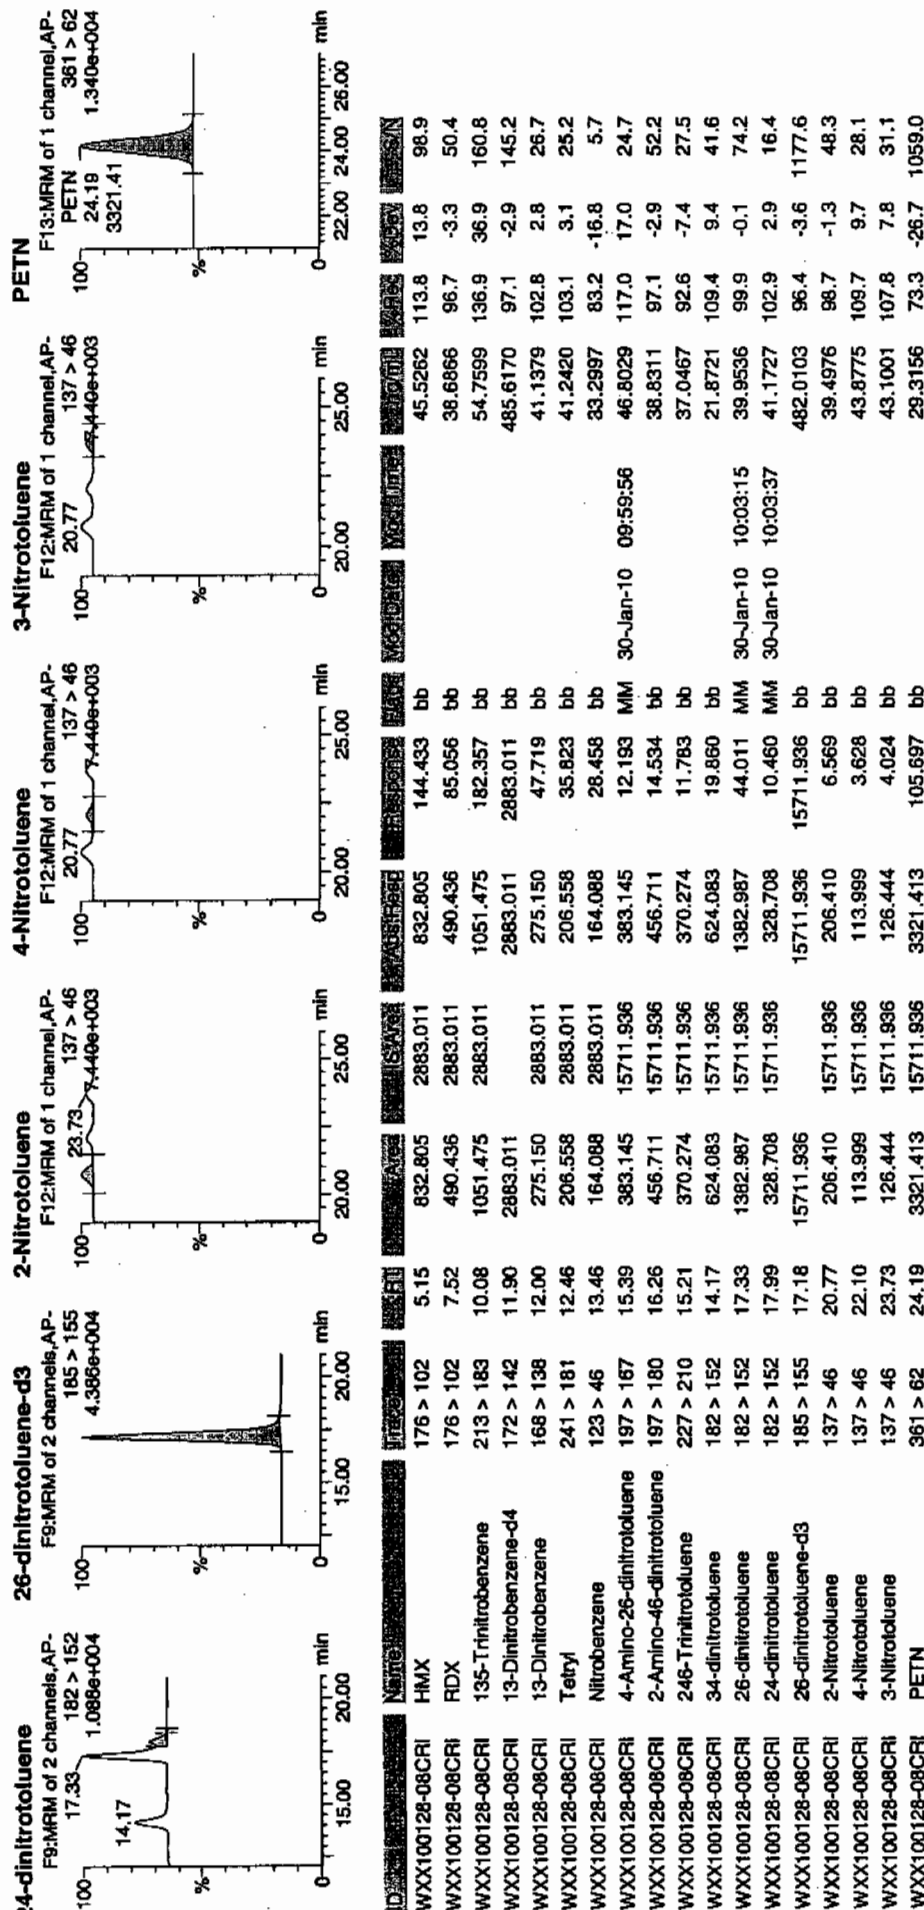 24-dinitrotoluene
F9:MRM of 2 channels,AP-
182 > 152
1.088e+004
17.33
14.17
100
%
0
15.00 20.00 min
26-dinitrotoluene-d3
F9:MRM of 2 channels,AP-
185 > 155
4.386e+004
100
%
0
15.00 20.00 min
2-Nitrotoluene
F12:MRM of 1 channel,AP-
137 > 46
7.440e+003
23.73
100
%
0
20.00 25.00 min
4-Nitrotoluene
F12:MRM of 1 channel,AP-
137 > 46
7.440e+003
20.77
100
%
0
20.00 25.00 min
3-Nitrotoluene
F12:MRM of 1 channel,AP-
137 > 46
7.440e+003
20.77
100
%
0
20.00 25.00 min
PETN
F13:MRM of 1 channel,AP-
361 > 62
1.340e+004
PETN
24.19
3321.41
100
%
0
22.00 24.00 26.00 min
ID Name Trace RT Area IS Area Abs.Resp Response Flags Mod.Date Mod.Time %Rec %Dev S/N
WXX100128-08CRI HMX 176 > 102 5.15 832.805 2883.011 832.805 144.433 bb 45.5262 113.8 13.8 98.9
WXX100128-08CRI RDX 176 > 102 7.52 490.436 2883.011 490.436 85.056 bb 38.6866 96.7 -3.3 50.4
WXX100128-08CRI 135-Trinitrobenzene 213 > 183 10.08 1051.475 2883.011 1051.475 182.357 bb 54.7599 136.9 36.9 160.8
WXX100128-08CRI 13-Dinitrobenzene-d4 172 > 142 11.90 2883.011 2883.011 2883.011 bb 485.6170 97.1 -2.9 145.2
WXX100128-08CRI 13-Dinitrobenzene 168 > 138 12.00 275.150 2883.011 275.150 47.719 bb 41.1379 102.8 2.8 26.7
WXX100128-08CRI Tetryl 241 > 181 12.46 206.558 2883.011 206.558 35.823 bb 41.2420 103.1 3.1 25.2
WXX100128-08CRI Nitrobenzene 123 > 46 13.46 164.088 2883.011 164.088 28.458 bb 33.2997 83.2 -16.8 5.7
WXX100128-08CRI 4-Amino-26-dinitrotoluene 197 > 167 15.39 383.145 15711.936 383.145 12.193 MM 30-Jan-10 09:59:56 46.8029 117.0 17.0 24.7
WXX100128-08CRI 2-Amino-46-dinitrotoluene 197 > 180 16.26 456.711 15711.936 456.711 14.534 bb 38.8311 97.1 -2.9 52.2
WXX100128-08CRI 246-Trinitrotoluene 227 > 210 15.21 370.274 15711.936 370.274 11.783 bb 37.0467 92.6 -7.4 27.5
WXX100128-08CRI 34-dinitrotoluene 182 > 152 14.17 624.083 15711.936 624.083 19.860 bb 21.8721 109.4 9.4 41.6
WXX100128-08CRI 26-dinitrotoluene 182 > 152 17.33 1382.987 15711.936 1382.987 44.011 MM 30-Jan-10 10:03:15 39.9536 99.9 -0.1 74.2
WXX100128-08CRI 24-dinitrotoluene 182 > 152 17.99 328.708 15711.936 328.708 10.460 MM 30-Jan-10 10:03:37 41.1727 102.9 2.9 16.4
WXX100128-08CRI 26-dinitrotoluene-d3 185 > 155 17.18 15711.936 15711.936 15711.936 bb 482.0103 96.4 -3.6 1177.6
WXX100128-08CRI 2-Nitrotoluene 137 > 46 20.77 206.410 15711.936 206.410 6.569 bb 39.4976 98.7 -1.3 48.3
WXX100128-08CRI 4-Nitrotoluene 137 > 46 22.10 113.999 15711.936 113.999 3.628 bb 43.8775 109.7 9.7 28.1
WXX100128-08CRI 3-Nitrotoluene 137 > 46 23.73 126.444 15711.936 126.444 4.024 bb 43.1001 107.8 7.8 31.1
WXX100128-08CRI PETN 361 > 62 24.19 3321.413 15711.936 3321.413 105.697 bb 29.3156 73.3 -26.7 1059.0